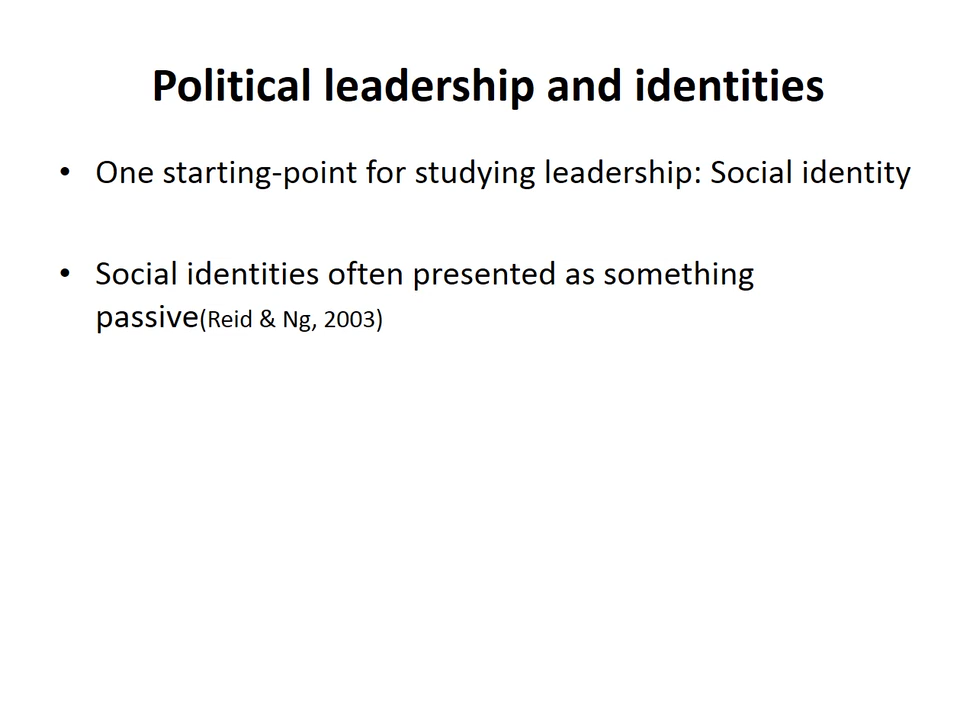 Political leadership and identities
• One starting-point for studying leadership: Social identity
• Social identities often presented as something
passive(Reid & Ng, 2003)